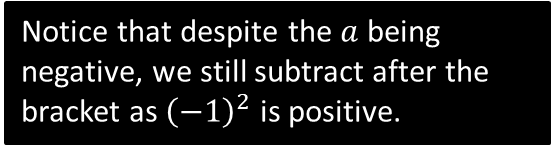 Notice that despite the a being
negative, we still subtract after the
bracket as (−1)² is positive.